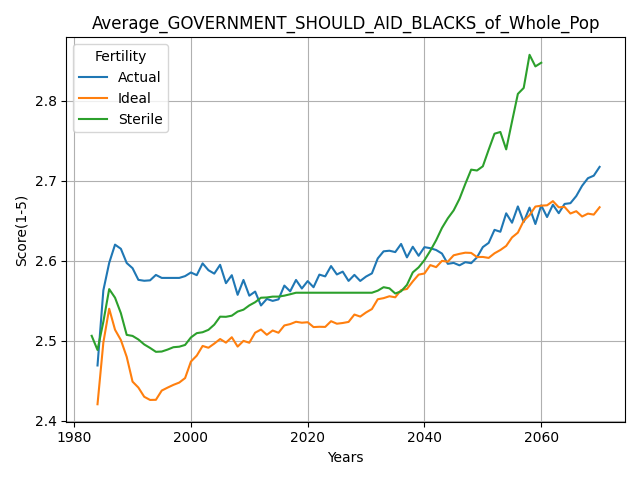 Average_GOVERNMENT_SHOULD_AID_BLACKS_of_Whole_Pop
Fertility
Actual
Ideal
Sterile
Score(1-5)
2.8
2.7
2.6
2.5
2.4
1980 2000 2020 2040 2060
Years